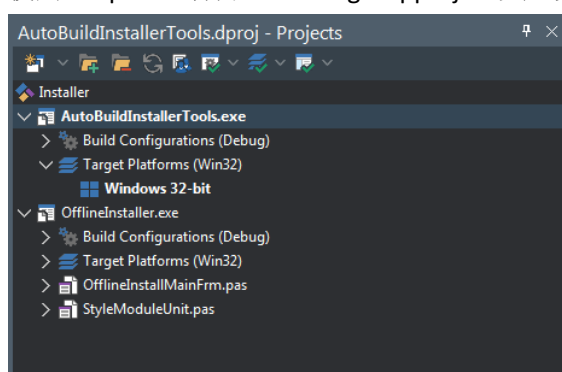 AutoBuildInstallerTools.dproj - Projects
Installer
AutoBuildInstallerTools.exe
Build Configurations (Debug)
Target Platforms (Win32)
Windows 32-bit
OfflineInstaller.exe
Build Configurations (Debug)
Target Platforms (Win32)
OfflineInstallMainFrm.pas
StyleModuleUnit.pas